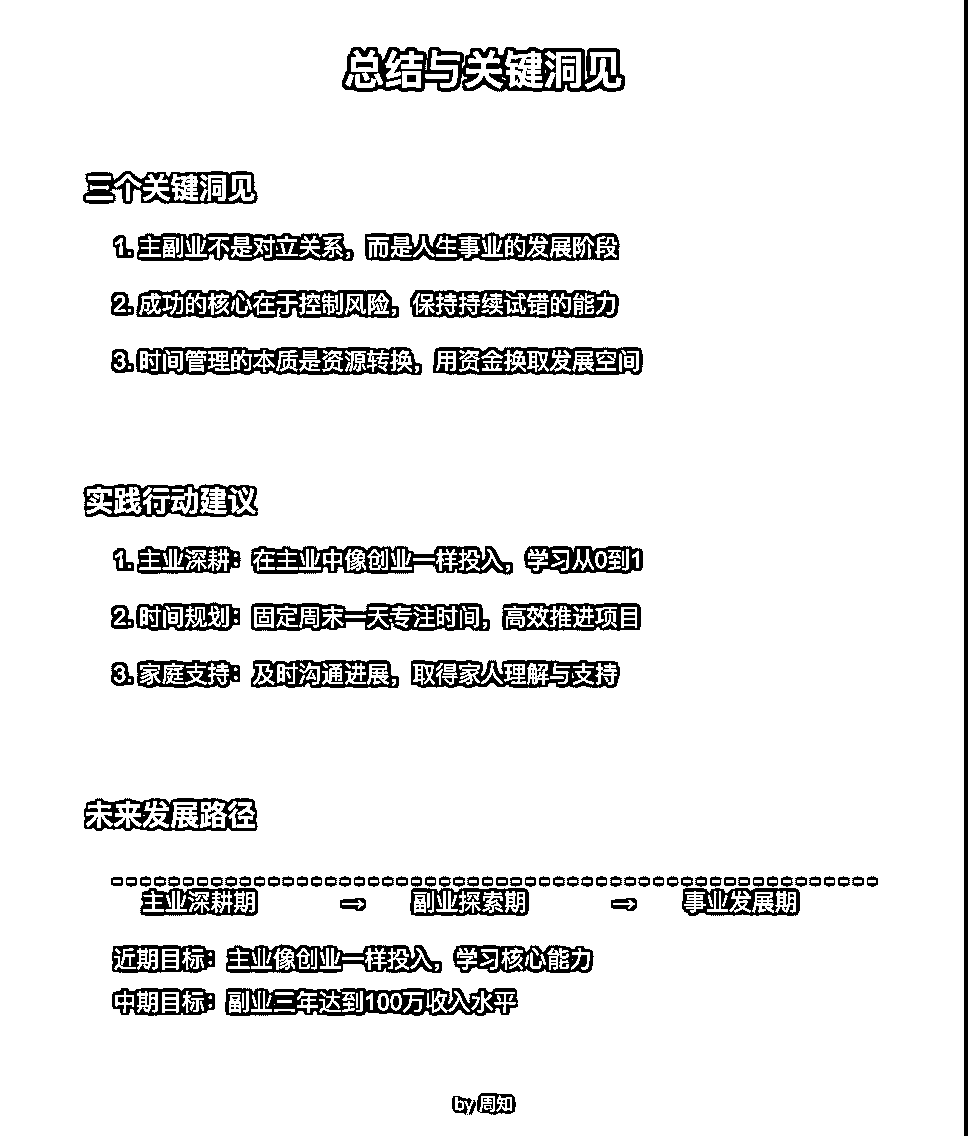 总结与关键洞见
三个关键洞见
1. 主副业不是对立关系，而是人生事业的发展阶段
2. 成功的核心在于控制风险，保持持续试错的能力
3. 时间管理的本质是资源转换，用资金换取发展空间
实践行动建议
1. 主业深耕：在主业中像创业一样投入，学习从0到1
2. 时间规划：固定周末一天专注时间，高效推进项目
3. 家庭支持：及时沟通进展，取得家人理解与支持
未来发展路径
主业深耕期 → 副业探索期 → 事业发展期
近期目标：主业像创业一样投入，学习核心能力
中期目标：副业三年达到100万收入水平
by 周知